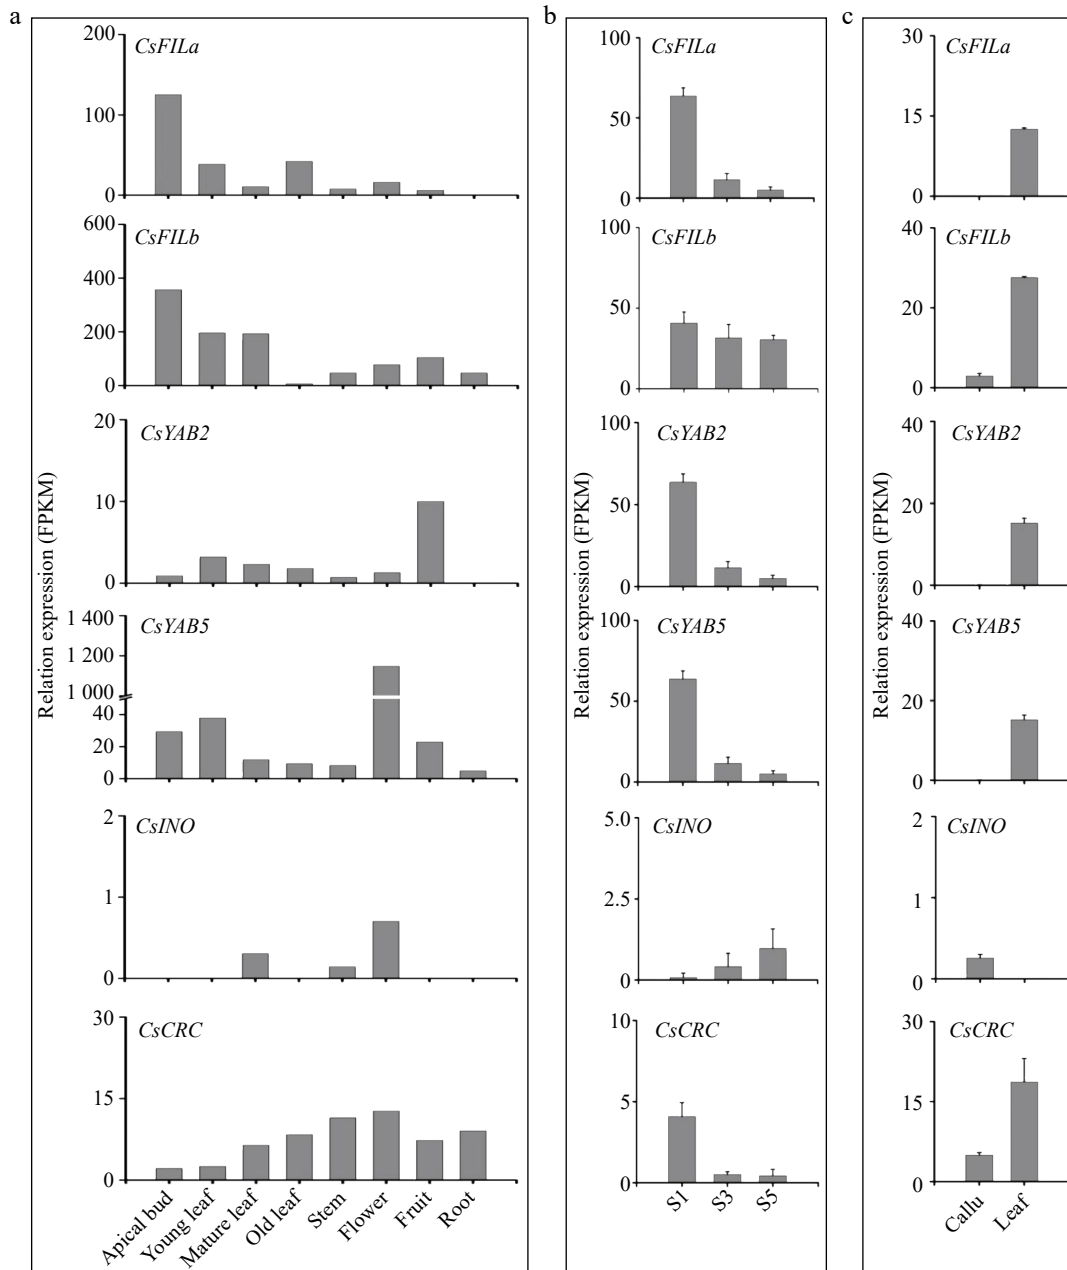 a
Relation expression (FPKM)
CsFILa
200
100
0
CsFILb
600
400
200
0
CsYAB2
20
10
0
CsYAB5
1 400
1 200
1 000
40
20
0
CsINO
2
1
0
CsCRC
30
15
0
Apical bud
Young leaf
Mature leaf
Old leaf
Stem
Flower
Fruit
Root
b
Relation expression (FPKM)
CsFILa
100
50
0
CsFILb
100
50
0
CsYAB2
100
50
0
CsYAB5
100
50
0
CsINO
5.0
2.5
0
CsCRC
10
5
0
S1
S3
S5
c
Relation expression (FPKM)
CsFILa
30
15
0
CsFILb
40
20
0
CsYAB2
40
20
0
CsYAB5
40
20
0
CsINO
2
1
0
CsCRC
30
15
0
Callu
Leaf